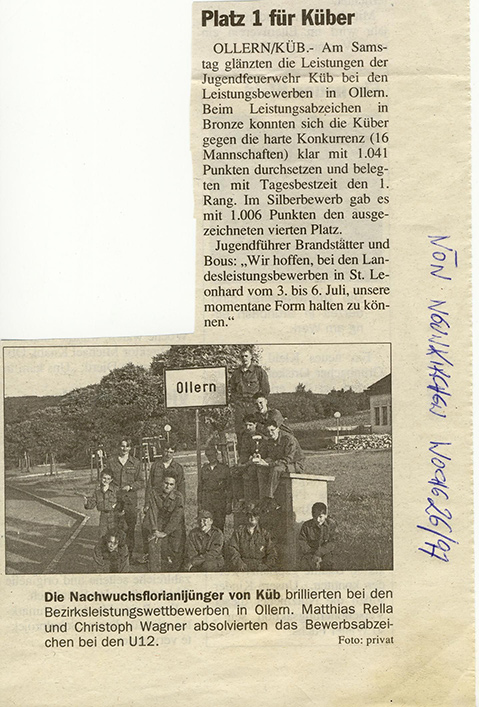 Platz 1 für Küber
OLLERN/KÜB.- Am Sams-
tag glänzten die Leistungen der
Jugendfeuerwehr Küb bei den
Leistungsbewerben in Ollern.
Beim Leistungsabzeichen in
Bronze konnten sich die Küber
gegen die harte Konkurrenz (16
Mannschaften) klar mit 1.041
Punkten durchsetzen und beleg-
ten mit Tagesbestzeit den 1.
Rang. Im Silberbewerb gab es
mit 1.006 Punkten den ausge-
zeichneten vierten Platz.
Jugendführer Brandstätter und
Bous: „Wir hoffen, bei den Lan-
desleistungsbewerben in St. Leo-
nhard vom 3. bis 6. Juli, unsere
momentane Form halten zu kön-
nen.“
Ollern
Die Nachwuchsflorianijünger von Küb brillierten bei den
Bezirksleistungswettbewerben in Ollern. Matthias Rella
und Christoph Wagner absolvierten das Bewerbsabzei-
chen bei den U12.
Foto: privat
NÖN NEUNKIRCHEN WOCHE 26/97